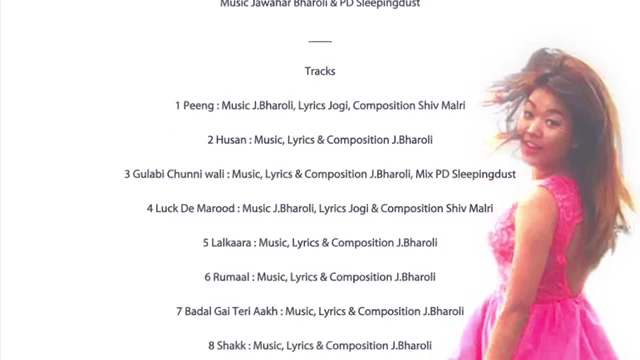 Music Jawahar Bharoli & PD Sleepingdust
Tracks
1 Peeng : Music J.Bharoli, Lyrics Jogi, Composition Shiv Malri
2 Husan : Music, Lyrics & Composition J.Bharoli
3 Gulabi Chunni wali : Music, Lyrics & Composition J.Bharoli, Mix PD Sleepingdust
4 Luck De Marood : Music J.Bharoli, Lyrics Jogi & Composition Shiv Malri
5 Lalkaara : Music, Lyrics & Composition J.Bharoli
6 Rumaal : Music, Lyrics & Composition J.Bharoli
7 Badal Gai Teri Aakh : Music, Lyrics & Composition J.Bharoli
8 Shakk : Music, Lyrics & Composition J.Bharoli